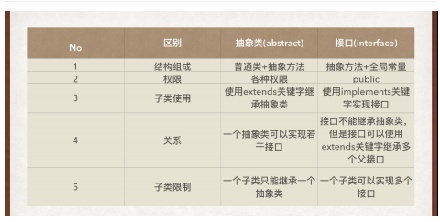 No 区别 抽象类(abstract) 接口(interface)
1 结构组成 普通类+抽象方法 抽象方法+全局常量
2 权限 各种权限 public
3 子类使用 使用extends关键字继承抽象类 使用implements关键字实现接口
4 关系 一个抽象类可以实现若干接口 接口不能继承抽象类，但是接口可以使用extends关键字继承多个父接口
5 子类限制 一个子类只能继承一个抽象类 一个子类可以实现多个接口